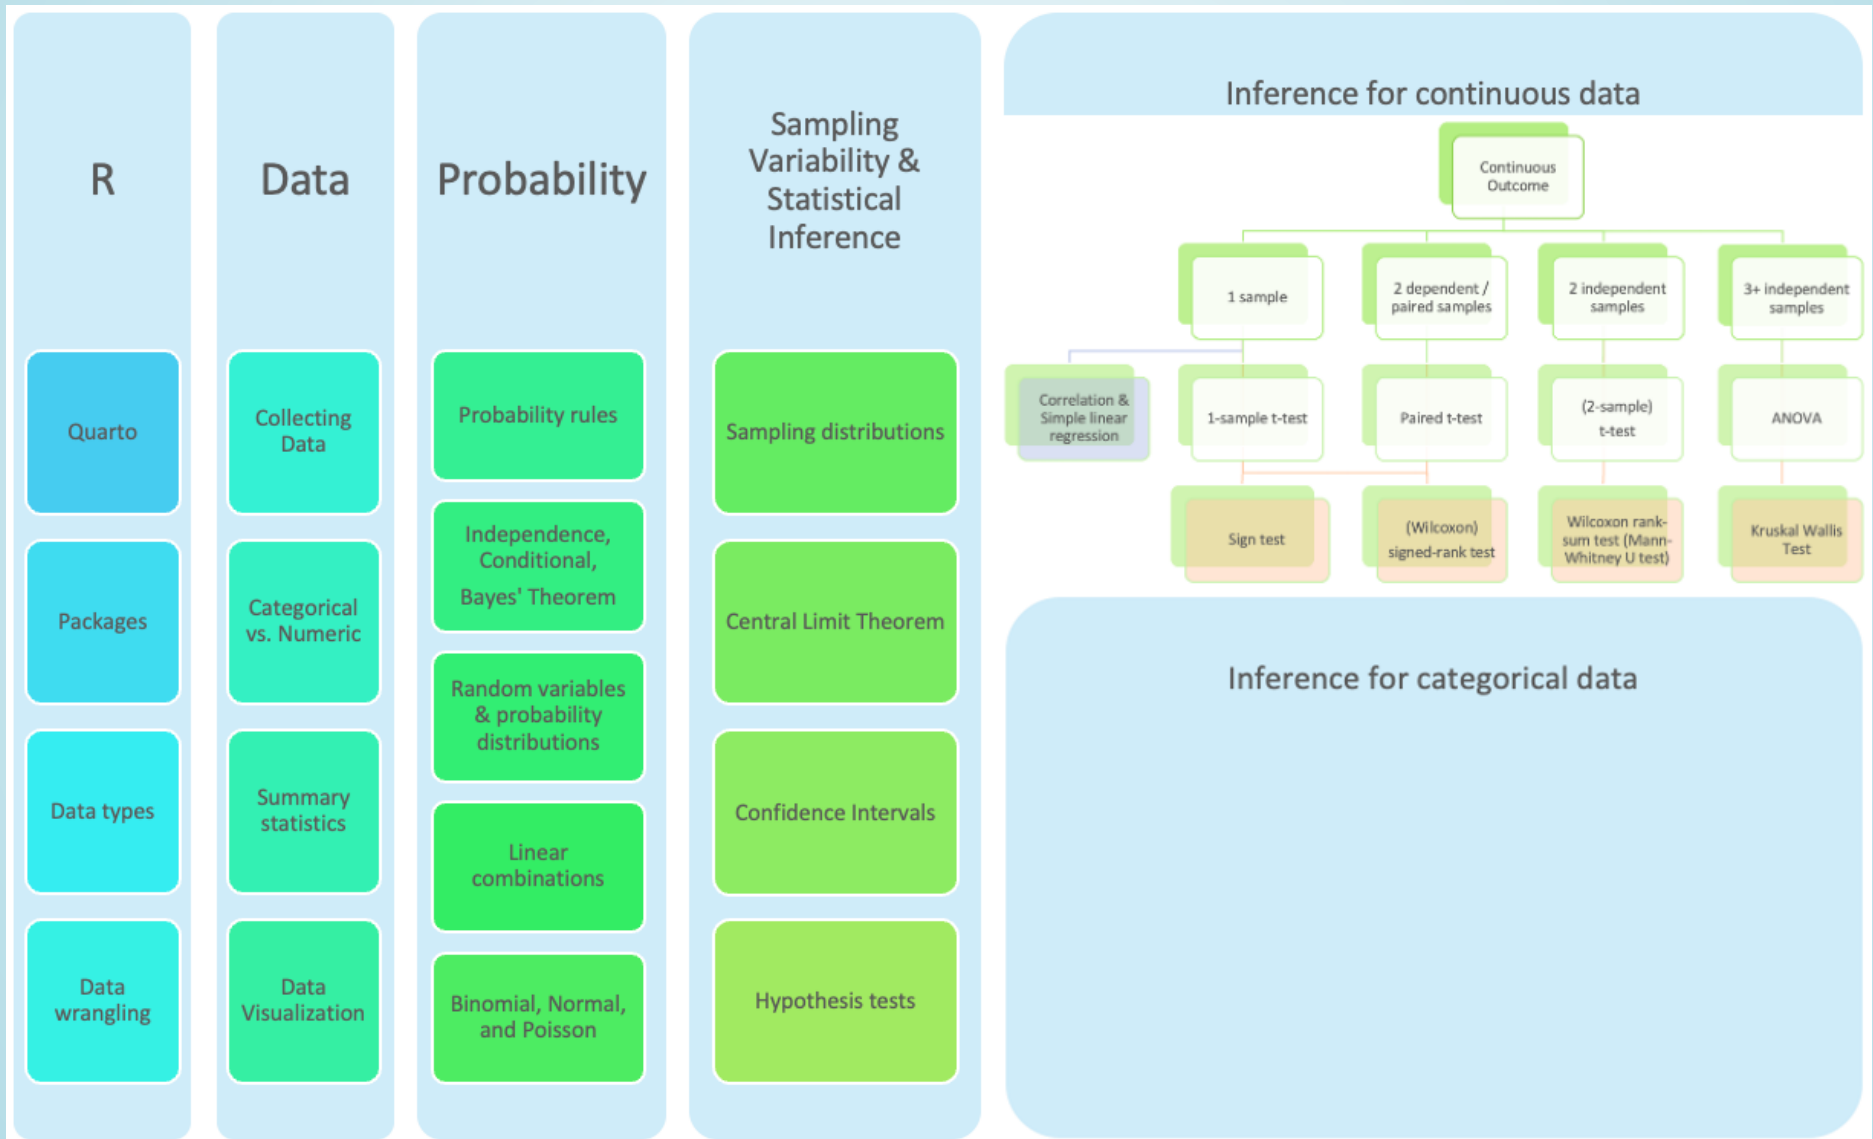 R
Quarto
Packages
Data types
Data
wrangling
Data
Collecting
Data
Categorical
vs. Numeric
Summary
statistics
Data
Visualization
Probability
Probability rules
Independence,
Conditional,
Bayes' Theorem
Random variables
& probability
distributions
Linear
combinations
Binomial, Normal,
and Poisson
Sampling
Variability &
Statistical
Inference
Sampling distributions
Central Limit Theorem
Confidence Intervals
Hypothesis tests
Inference for continuous data
Continuous
Outcome
1 sample
2 dependent /
paired samples
2 independent
samples
3+ independent
samples
Correlation &
Simple linear
regression
1-sample t-test
Paired t-test
(2-sample)
t-test
ANOVA
Sign test
(Wilcoxon)
signed-rank test
Wilcoxon rank-
sum test (Mann-
Whitney U test)
Kruskal Wallis
Test
Inference for categorical data